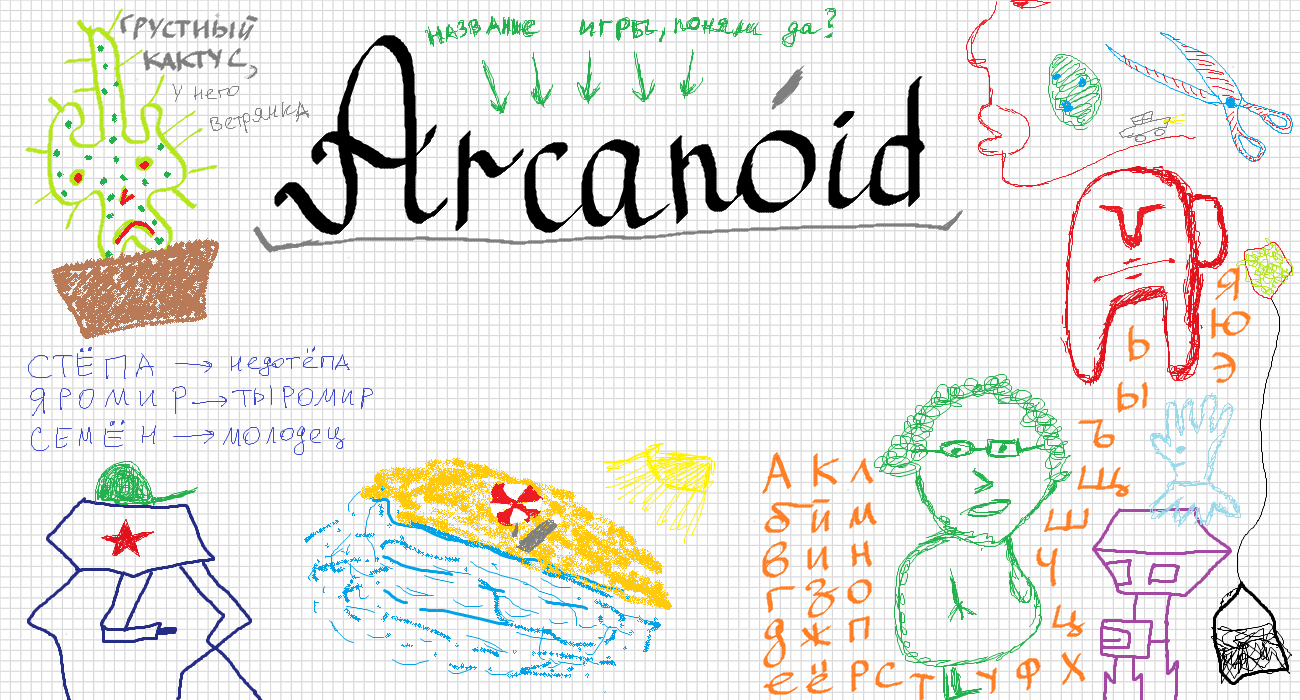 ГРУСТНЫЙ
КАКТУС,
у него
ветрянка
НАЗВАНИЕ ИГРЫ, поняли да?
Arcanoid
СТЁПА → недотёпа
ЯРОМИР → ТЫРОМИР
СЕМЁН → молодец
А К Л
б й м
в и н
г з о
д ж п
е ё Р С Т У Ф Х
ц
Ч
Ш
Щ
Ъ
Ы
Ь
Э
Ю
Я